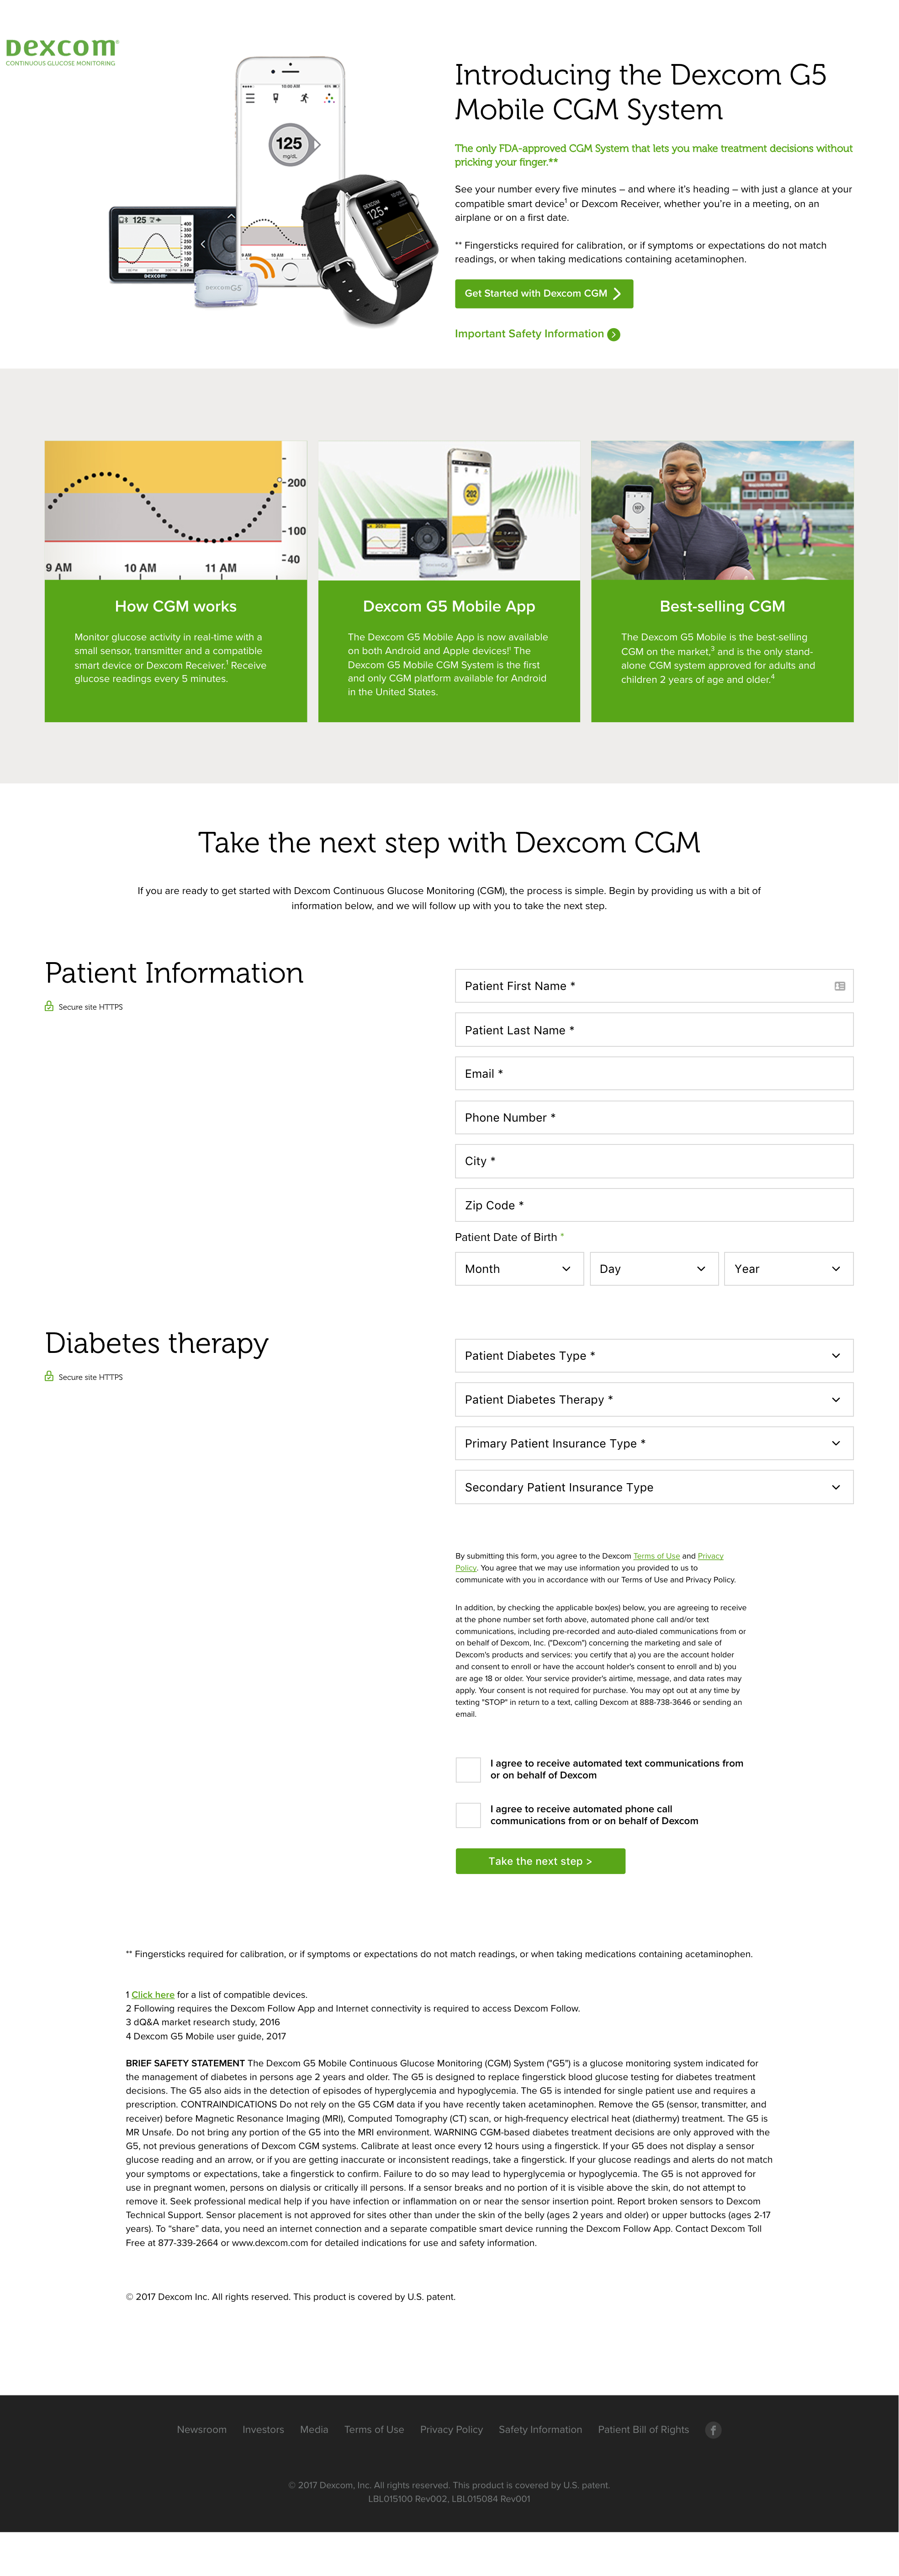 Dexcom®
CONTINUOUS GLUCOSE MONITORING
Introducing the Dexcom G5
Mobile CGM System
The only FDA-approved CGM System that lets you make treatment decisions without
pricking your finger.**
See your number every five minutes – and where it's heading – with just a glance at your
compatible smart device1 or Dexcom Receiver, whether you're in a meeting, on an
airplane or on a first date.
** Fingersticks required for calibration, or if symptoms or expectations do not match
readings, or when taking medications containing acetaminophen.
Get Started with Dexcom CGM
Important Safety Information
125
mg/dL
125
400
350
300
250
200
150
100
50
dexcom
dexcom G5
125
200
100
40
9 AM 10 AM 11 AM
202
How CGM works
Monitor glucose activity in real-time with a
small sensor, transmitter and a compatible
smart device or Dexcom Receiver.1 Receive
glucose readings every 5 minutes.
Dexcom G5 Mobile App
The Dexcom G5 Mobile App is now available
on both Android and Apple devices!1 The
Dexcom G5 Mobile CGM System is the first
and only CGM platform available for Android
in the United States.
Best-selling CGM
The Dexcom G5 Mobile is the best-selling
CGM on the market,3 and is the only stand-
alone CGM system approved for adults and
children 2 years of age and older.4
Take the next step with Dexcom CGM
If you are ready to get started with Dexcom Continuous Glucose Monitoring (CGM), the process is simple. Begin by providing us with a bit of
information below, and we will follow up with you to take the next step.
Patient Information
Secure site HTTPS
Patient First Name *
Patient Last Name *
Email *
Phone Number *
City *
Zip Code *
Patient Date of Birth *
Month Day Year
Diabetes therapy
Secure site HTTPS
Patient Diabetes Type *
Patient Diabetes Therapy *
Primary Patient Insurance Type *
Secondary Patient Insurance Type
By submitting this form, you agree to the Dexcom Terms of Use and Privacy
Policy. You agree that we may use information you provided to us to
communicate with you in accordance with our Terms of Use and Privacy Policy.
In addition, by checking the applicable box(es) below, you are agreeing to receive
at the phone number set forth above, automated phone call and/or text
communications, including pre-recorded and auto-dialed communications from or
on behalf of Dexcom, Inc. ("Dexcom") concerning the marketing and sale of
Dexcom's products and services: you certify that a) you are the account holder
and consent to enroll or have the account holder's consent to enroll and b) you
are age 18 or older. Your service provider's airtime, message, and data rates may
apply. Your consent is not required for purchase. You may opt out at any time by
texting "STOP" in return to a text, calling Dexcom at 888-738-3646 or sending an
email.
I agree to receive automated text communications from
or on behalf of Dexcom
I agree to receive automated phone call
communications from or on behalf of Dexcom
Take the next step >
** Fingersticks required for calibration, or if symptoms or expectations do not match readings, or when taking medications containing acetaminophen.
1 Click here for a list of compatible devices.
2 Following requires the Dexcom Follow App and Internet connectivity is required to access Dexcom Follow.
3 dQ&A market research study, 2016
4 Dexcom G5 Mobile user guide, 2017
BRIEF SAFETY STATEMENT The Dexcom G5 Mobile Continuous Glucose Monitoring (CGM) System ("G5") is a glucose monitoring system indicated for
the management of diabetes in persons age 2 years and older. The G5 is designed to replace fingerstick blood glucose testing for diabetes treatment
decisions. The G5 also aids in the detection of episodes of hyperglycemia and hypoglycemia. The G5 is intended for single patient use and requires a
prescription. CONTRAINDICATIONS Do not rely on the G5 CGM data if you have recently taken acetaminophen. Remove the G5 (sensor, transmitter, and
receiver) before Magnetic Resonance Imaging (MRI), Computed Tomography (CT) scan, or high-frequency electrical heat (diathermy) treatment. The G5 is
MR Unsafe. Do not bring any portion of the G5 into the MRI environment. WARNING CGM-based diabetes treatment decisions are only approved with the
G5, not previous generations of Dexcom CGM systems. Calibrate at least once every 12 hours using a fingerstick. If your G5 does not display a sensor
glucose reading and an arrow, or if you are getting inaccurate or inconsistent readings, take a fingerstick. If your glucose readings and alerts do not match
your symptoms or expectations, take a fingerstick to confirm. Failure to do so may lead to hyperglycemia or hypoglycemia. The G5 is not approved for
use in pregnant women, persons on dialysis or critically ill persons. If a sensor breaks and no portion of it is visible above the skin, do not attempt to
remove it. Seek professional medical help if you have infection or inflammation on or near the sensor insertion point. Report broken sensors to Dexcom
Technical Support. Sensor placement is not approved for sites other than under the skin of the belly (ages 2 years and older) or upper buttocks (ages 2-17
years). To "share" data, you need an internet connection and a separate compatible smart device running the Dexcom Follow App. Contact Dexcom Toll
Free at 877-339-2664 or www.dexcom.com for detailed indications for use and safety information.
© 2017 Dexcom Inc. All rights reserved. This product is covered by U.S. patent.
Newsroom Investors Media Terms of Use Privacy Policy Safety Information Patient Bill of Rights
© 2017 Dexcom, Inc. All rights reserved. This product is covered by U.S. patent.
LBL015100 Rev002, LBL015084 Rev001